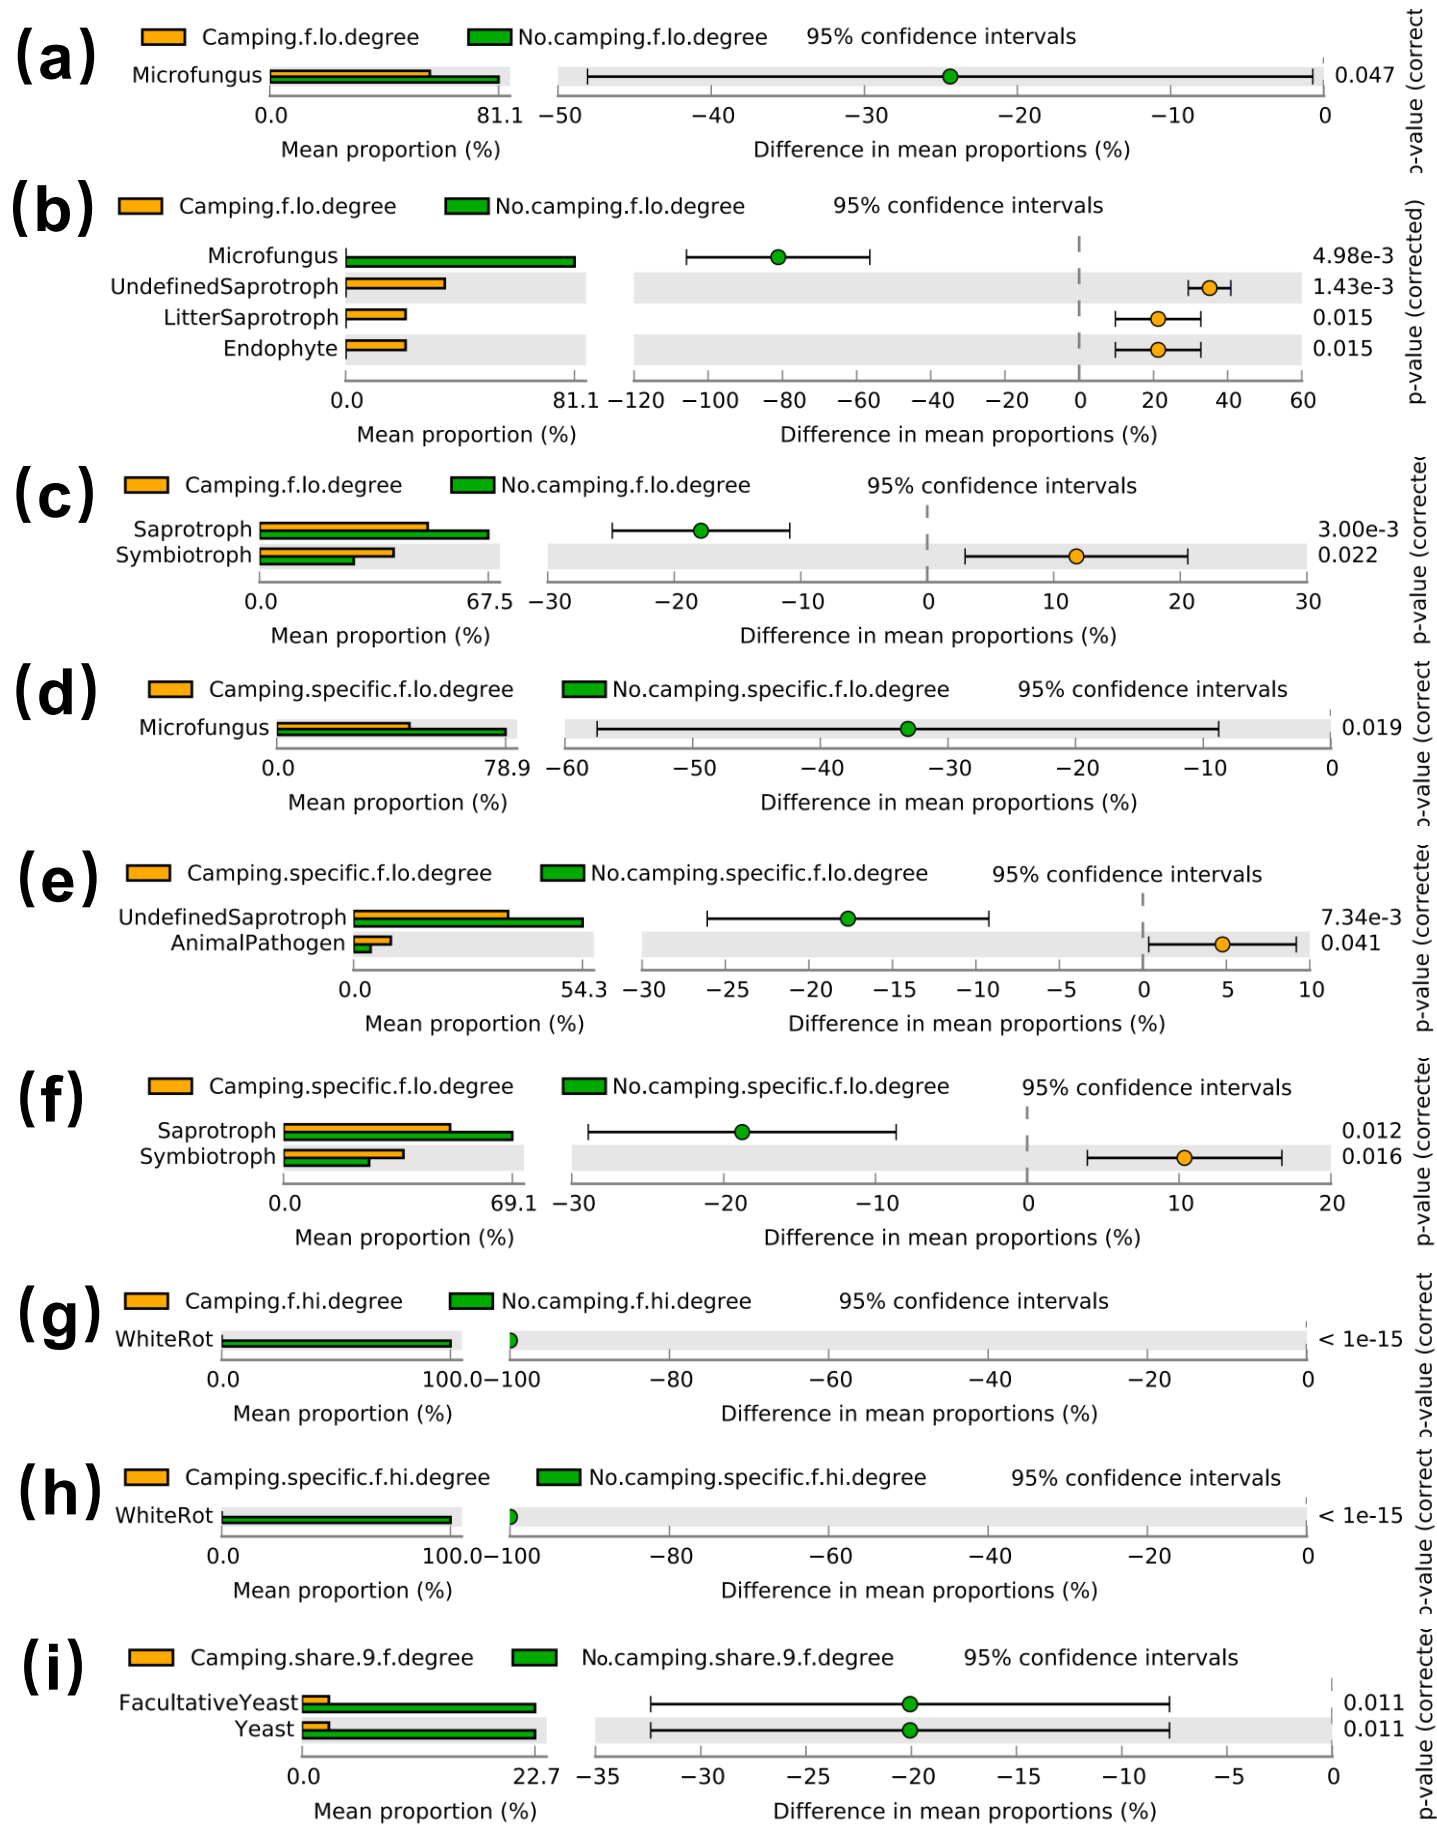 (a) Camping.f.lo.degree No.camping.f.lo.degree 95% confidence intervals
Microfungus 0.047
0.0 81.1 −50 −40 −30 −20 −10 0
Mean proportion (%) Difference in mean proportions (%)
p-value (correct
(b) Camping.f.lo.degree No.camping.f.lo.degree 95% confidence intervals
Microfungus 4.98e-3
UndefinedSaprotroph 1.43e-3
LitterSaprotroph 0.015
Endophyte 0.015
0.0 81.1 −120 −100 −80 −60 −40 −20 0 20 40 60
Mean proportion (%) Difference in mean proportions (%)
p-value (corrected)
(c) Camping.f.lo.degree No.camping.f.lo.degree 95% confidence intervals
Saprotroph 3.00e-3
Symbiotroph 0.022
0.0 67.5 −30 −20 −10 0 10 20 30
Mean proportion (%) Difference in mean proportions (%)
p-value (corrected
(d) Camping.specific.f.lo.degree No.camping.specific.f.lo.degree 95% confidence intervals
Microfungus 0.019
0.0 78.9 −60 −50 −40 −30 −20 −10 0
Mean proportion (%) Difference in mean proportions (%)
p-value (correct
(e) Camping.specific.f.lo.degree No.camping.specific.f.lo.degree 95% confidence intervals
UndefinedSaprotroph 7.34e-3
AnimalPathogen 0.041
0.0 54.3 −30 −25 −20 −15 −10 −5 0 5 10
Mean proportion (%) Difference in mean proportions (%)
p-value (corrected
(f) Camping.specific.f.lo.degree No.camping.specific.f.lo.degree 95% confidence intervals
Saprotroph 0.012
Symbiotroph 0.016
0.0 69.1 −30 −20 −10 0 10 20
Mean proportion (%) Difference in mean proportions (%)
p-value (corrected
(g) Camping.f.hi.degree No.camping.f.hi.degree 95% confidence intervals
WhiteRot < 1e-15
0.0 100.0 −100 −80 −60 −40 −20 0
Mean proportion (%) Difference in mean proportions (%)
p-value (correct
(h) Camping.specific.f.hi.degree No.camping.specific.f.hi.degree 95% confidence intervals
WhiteRot < 1e-15
0.0 100.0 −100 −80 −60 −40 −20 0
Mean proportion (%) Difference in mean proportions (%)
p-value (correct
(i) Camping.share.9.f.degree No.camping.share.9.f.degree 95% confidence intervals
FacultativeYeast 0.011
Yeast 0.011
0.0 22.7 −35 −30 −25 −20 −15 −10 −5 0
Mean proportion (%) Difference in mean proportions (%)
p-value (corrected